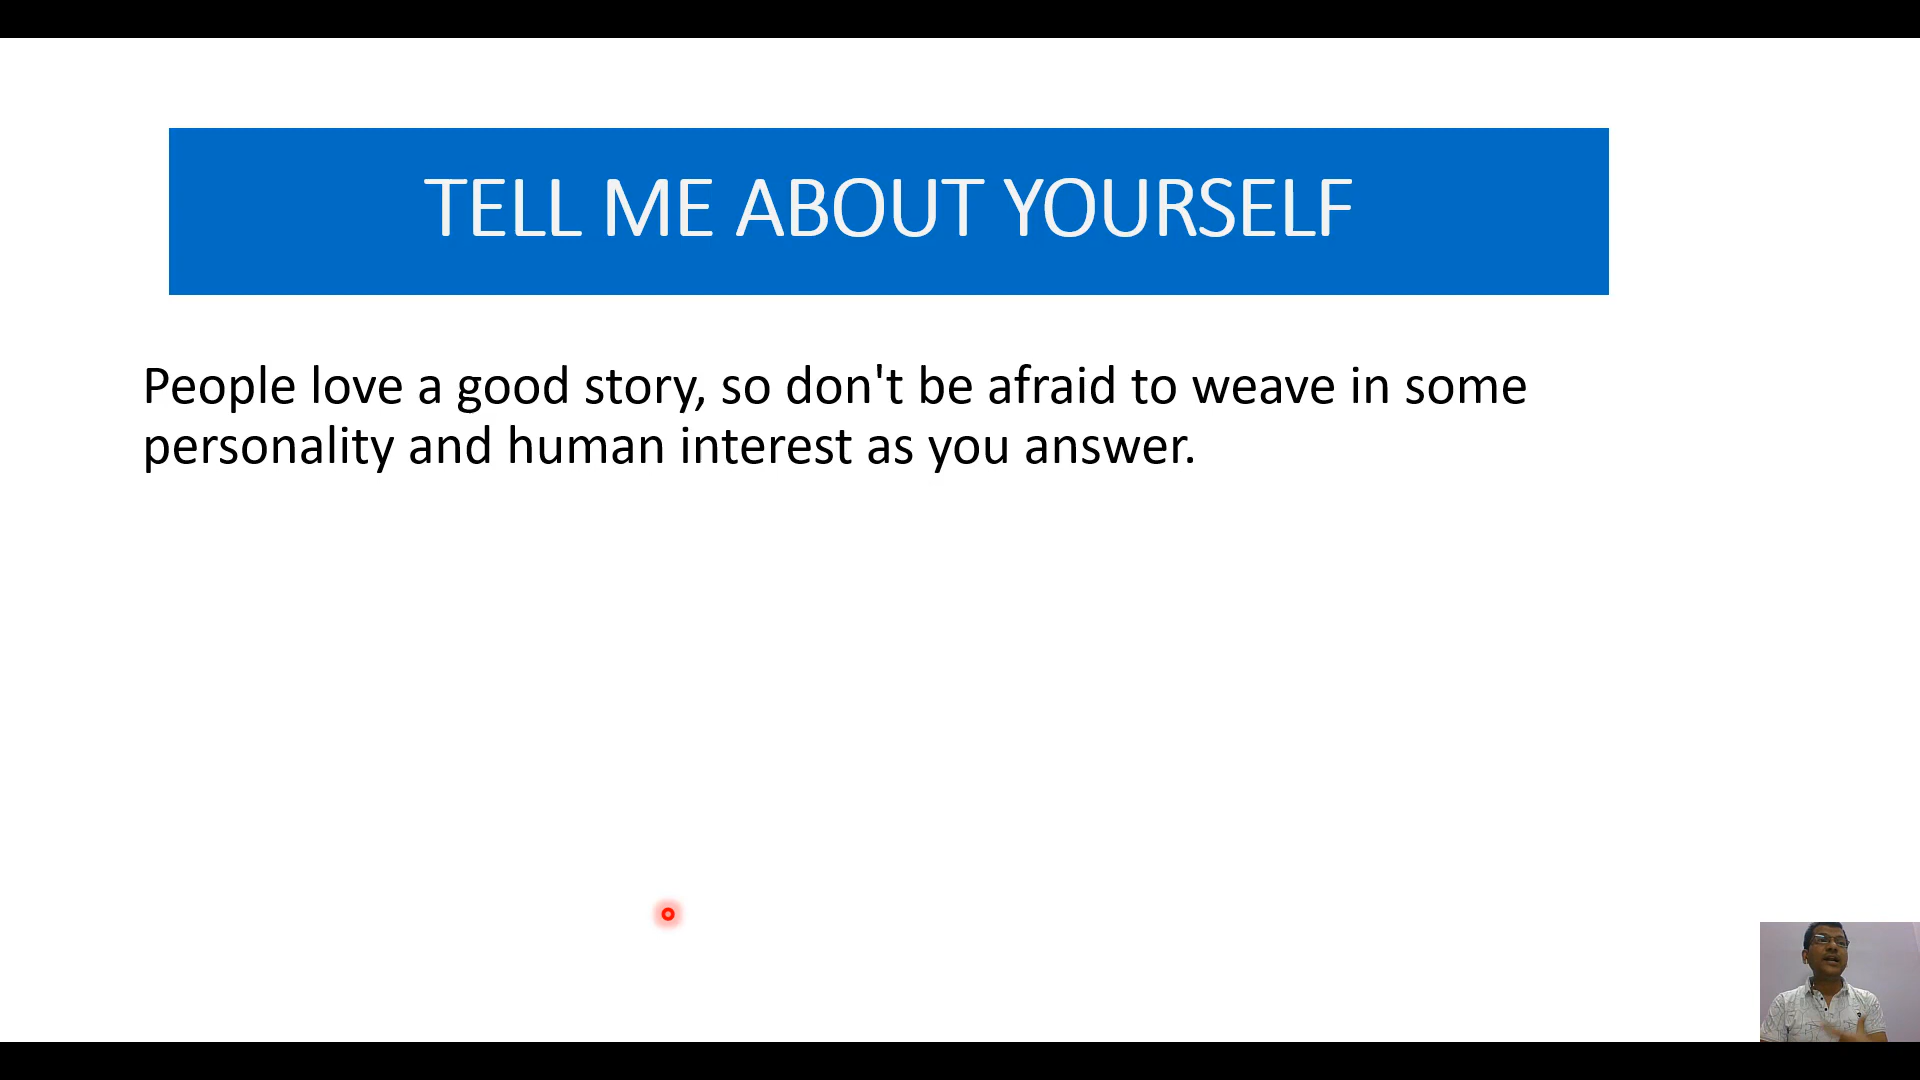 TELL ME ABOUT YOURSELF
People love a good story, so don't be afraid to weave in some
personality and human interest as you answer.